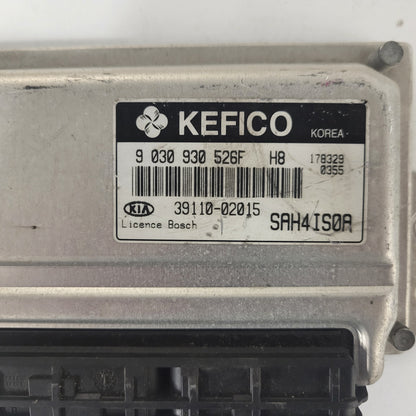 KEFICO KOREA
9 030 930 526F H8 178329
0355
KIA 39110-02015
Licence Bosch SAH4IS0A